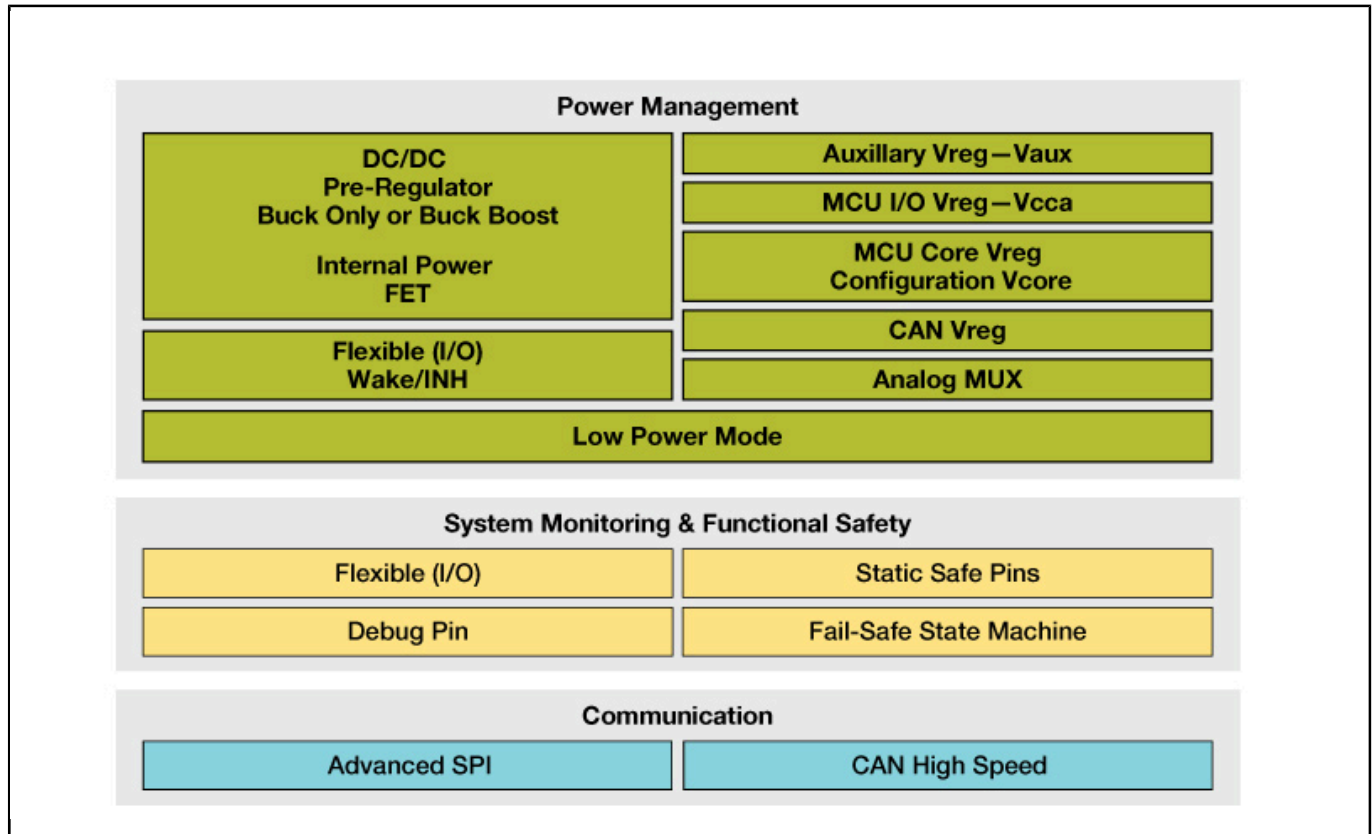 Power Management
DC/DC
Pre-Regulator
Buck Only or Buck Boost
Internal Power
FET
Flexible (I/O)
Wake/INH
Auxillary Vreg—Vaux
MCU I/O Vreg—Vcca
MCU Core Vreg
Configuration Vcore
CAN Vreg
Analog MUX
Low Power Mode
System Monitoring & Functional Safety
Flexible (I/O)
Static Safe Pins
Debug Pin
Fail-Safe State Machine
Communication
Advanced SPI
CAN High Speed